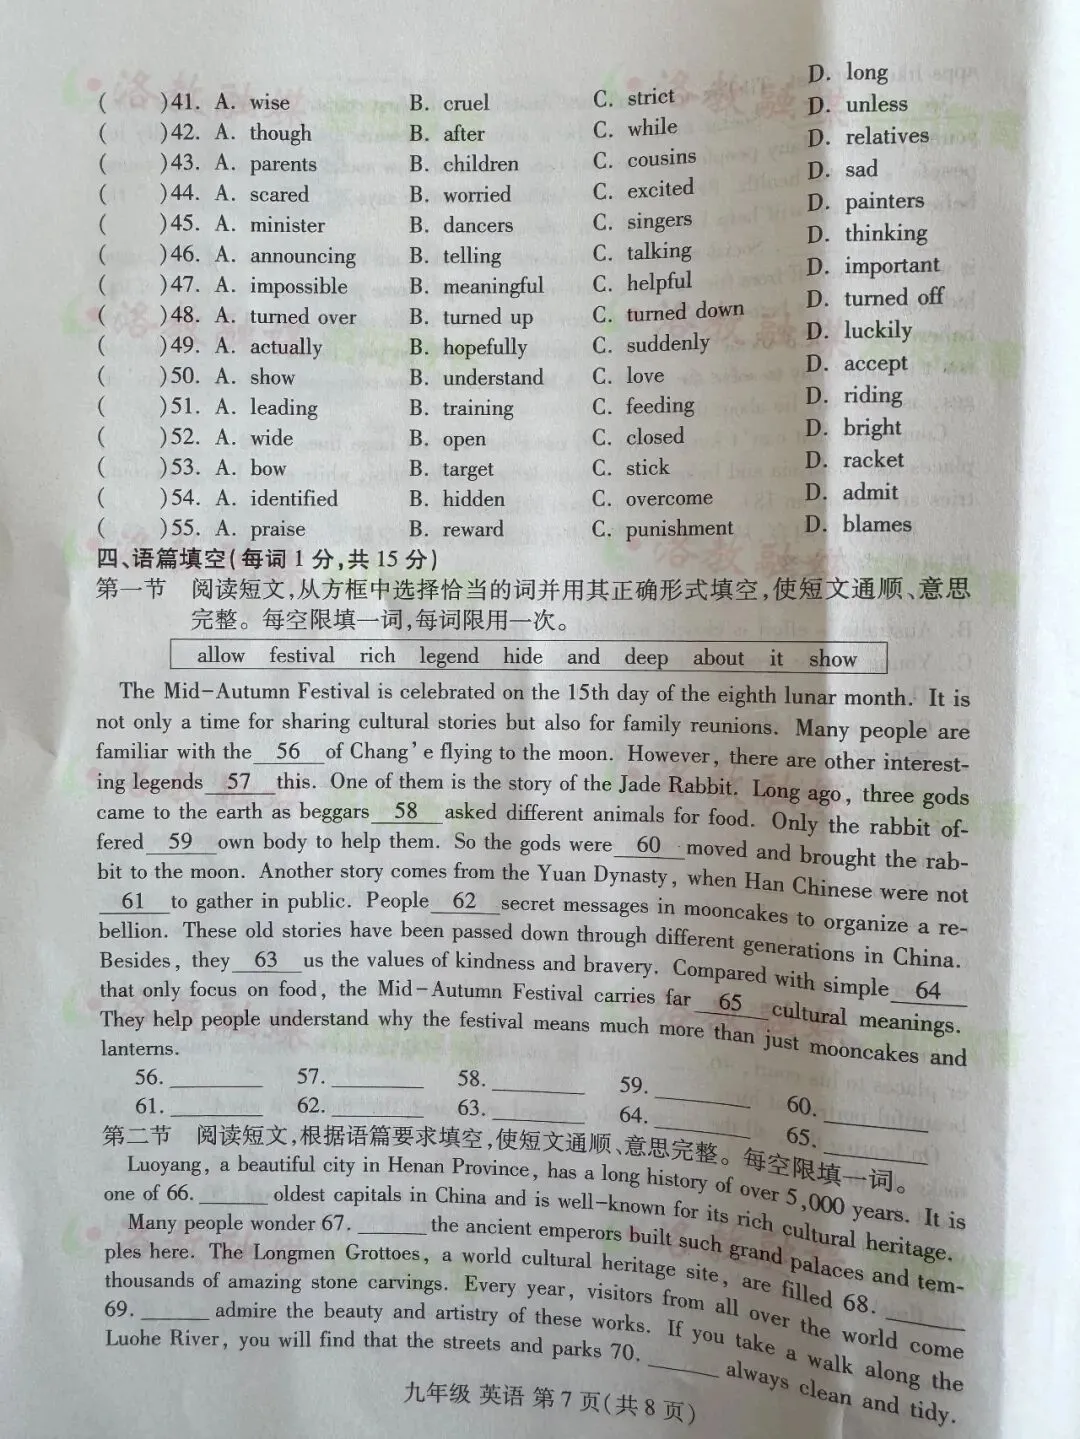 ( )41. A. wise B. cruel C. strict D. long
( )42. A. though B. after C. while D. unless
( )43. A. parents B. children C. cousins D. relatives
( )44. A. scared B. worried C. excited D. sad
( )45. A. minister B. dancers C. singers D. painters
( )46. A. announcing B. telling C. talking D. thinking
( )47. A. impossible B. meaningful C. helpful D. important
( )48. A. turned over B. turned up C. turned down D. turned off
( )49. A. actually B. hopefully C. suddenly D. luckily
( )50. A. show B. understand C. love D. accept
( )51. A. leading B. training C. feeding D. riding
( )52. A. wide B. open C. closed D. bright
( )53. A. bow B. target C. stick D. racket
( )54. A. identified B. hidden C. overcome D. admit
( )55. A. praise B. reward C. punishment D. blames
四、语篇填空(每词1分,共15分)
第一节 阅读短文,从方框中选择恰当的词并用其正确形式填空,使短文通顺、意思
完整。每空限填一词,每词限用一次。
allow festival rich legend hide and deep about it show
The Mid-Autumn Festival is celebrated on the 15th day of the eighth lunar month. It is
not only a time for sharing cultural stories but also for family reunions. Many people are
familiar with the 56 of Chang'e flying to the moon. However, there are other interest-
ing legends 57 this. One of them is the story of the Jade Rabbit. Long ago, three gods
came to the earth as beggars 58 asked different animals for food. Only the rabbit of-
fered 59 own body to help them. So the gods were 60 moved and brought the rab-
bit to the moon. Another story comes from the Yuan Dynasty, when Han Chinese were not
61 to gather in public. People 62 secret messages in mooncakes to organize a re-
bellion. These old stories have been passed down through different generations in China.
Besides, they 63 us the values of kindness and bravery. Compared with simple 64
that only focus on food, the Mid-Autumn Festival carries far 65 cultural meanings.
They help people understand why the festival means much more than just mooncakes and
lanterns.
56. ______ 57. ______ 58. ______ 59. ______ 60. ______
61. ______ 62. ______ 63. ______ 64. ______ 65. ______
第二节 阅读短文,根据语篇要求填空,使短文通顺、意思完整。每空限填一词。
Luoyang, a beautiful city in Henan Province, has a long history of over 5,000 years. It is
one of 66. ______ oldest capitals in China and is well-known for its rich cultural heritage.
Many people wonder 67. ______ the ancient emperors built such grand palaces and tem-
ples here. The Longmen Grottoes, a world cultural heritage site, are filled 68. ______
thousands of amazing stone carvings. Every year, visitors from all over the world come
69. ______ admire the beauty and artistry of these works. If you take a walk along the
Luohe River, you will find that the streets and parks 70. ______ always clean and tidy.
九年级 英语 第7页(共8页)